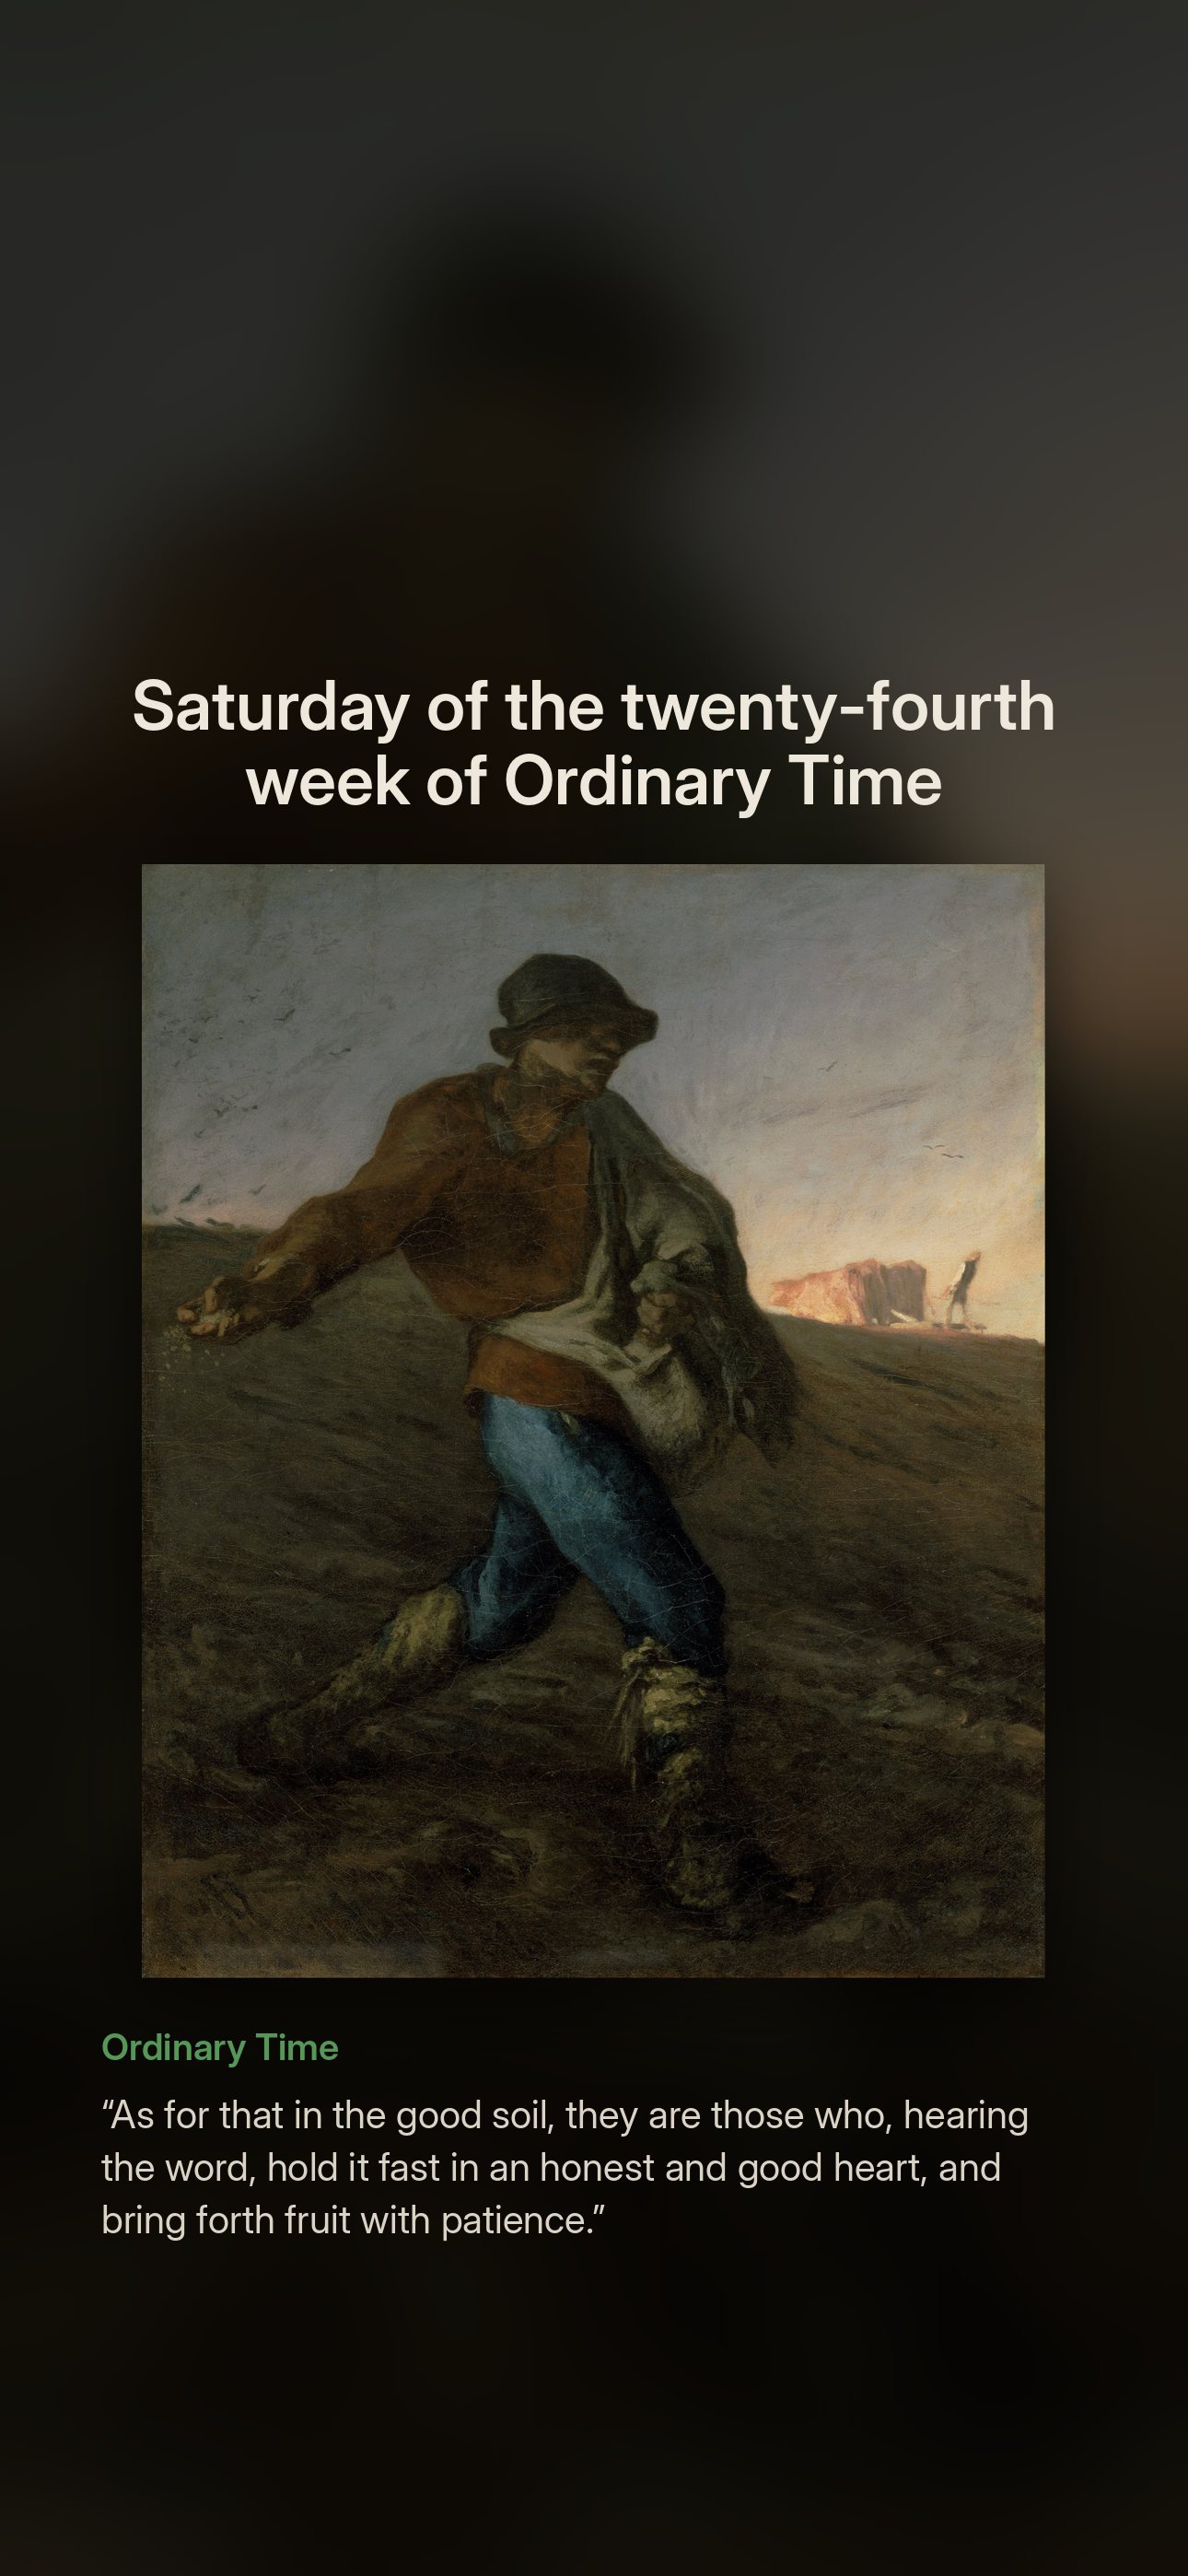 Saturday of the twenty-fourth
week of Ordinary Time
Ordinary Time
“As for that in the good soil, they are those who, hearing
the word, hold it fast in an honest and good heart, and
bring forth fruit with patience.”